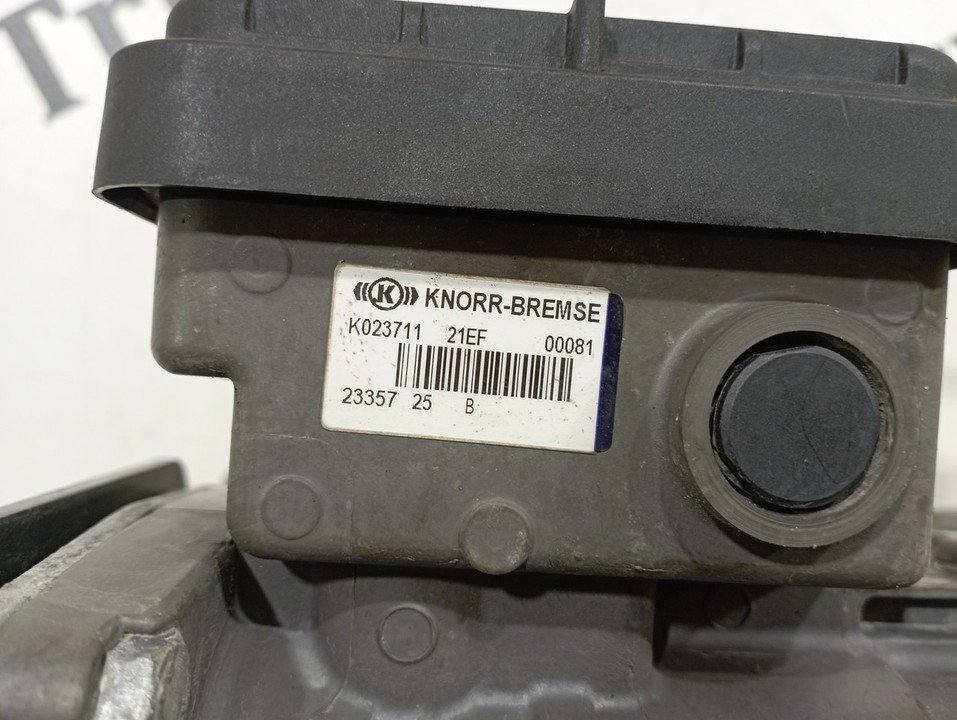 K KNORR-BREMSE
K023711 21EF 00081
23357 25 B